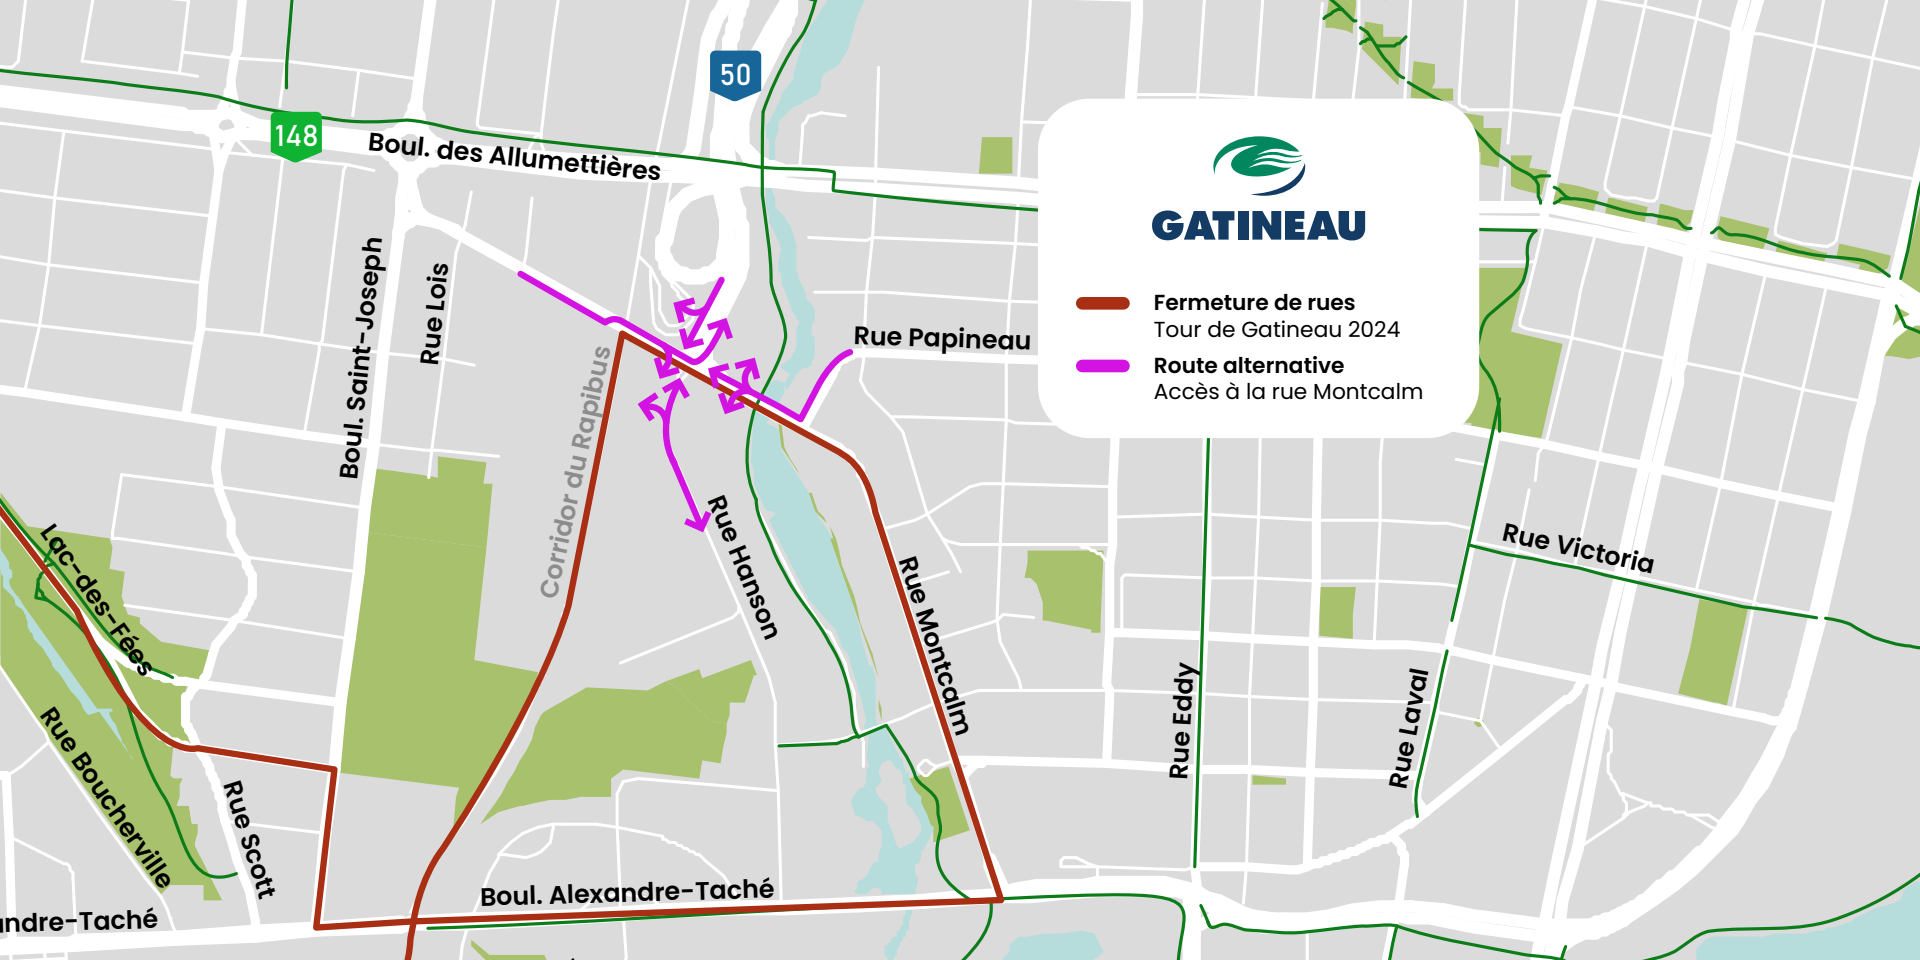 50
148
Boul. des Allumettières
GATINEAU
Fermeture de rues
Tour de Gatineau 2024
Route alternative
Accès à la rue Montcalm
Boul. Saint-Joseph
Rue Lois
Rue Papineau
Corridor du Rapibus
Rue Hanson
Rue Montcalm
Lac-des-Fées
Rue Victoria
Rue Eddy
Rue Laval
Rue Boucherville
Rue Scott
Boul. Alexandre-Taché
andre-Taché